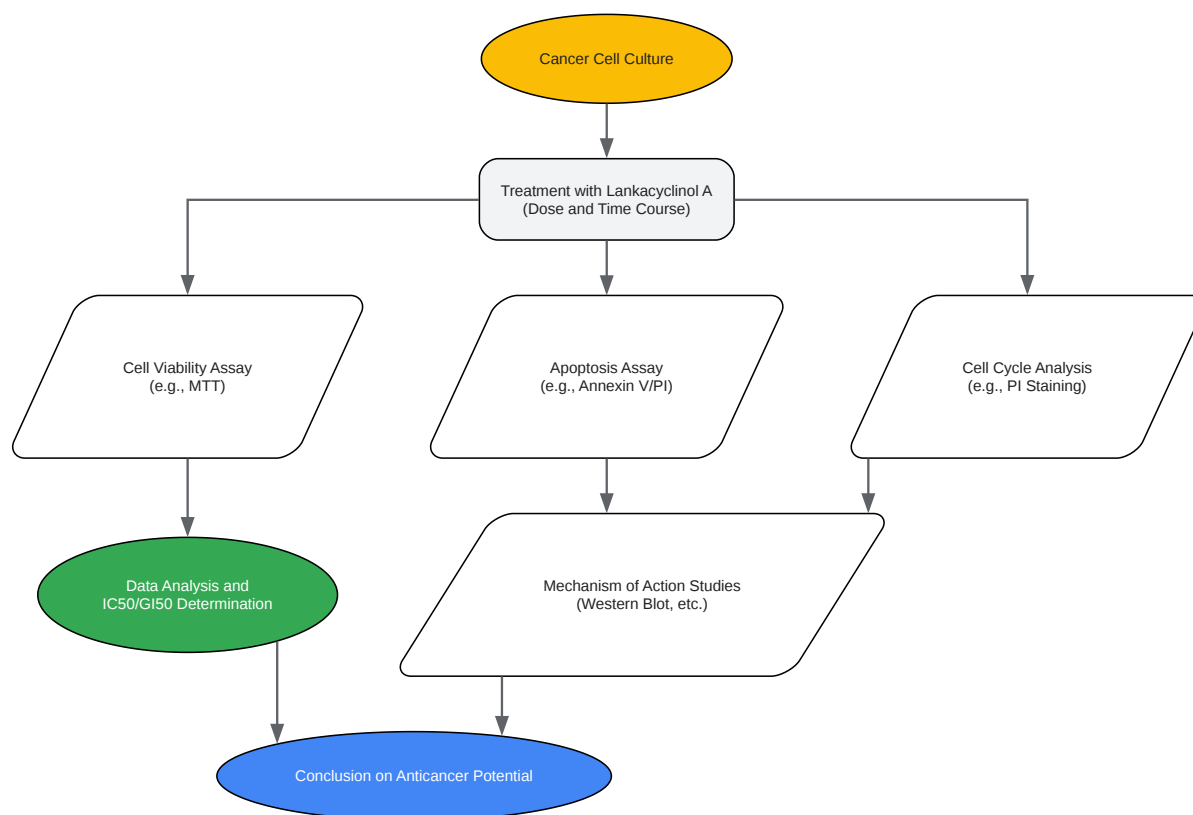 Cancer Cell Culture
Treatment with Lankacyclinol A
(Dose and Time Course)
Cell Viability Assay
(e.g., MTT)
Apoptosis Assay
(e.g., Annexin V/PI)
Cell Cycle Analysis
(e.g., PI Staining)
Data Analysis and
IC50/GI50 Determination
Mechanism of Action Studies
(Western Blot, etc.)
Conclusion on Anticancer Potential